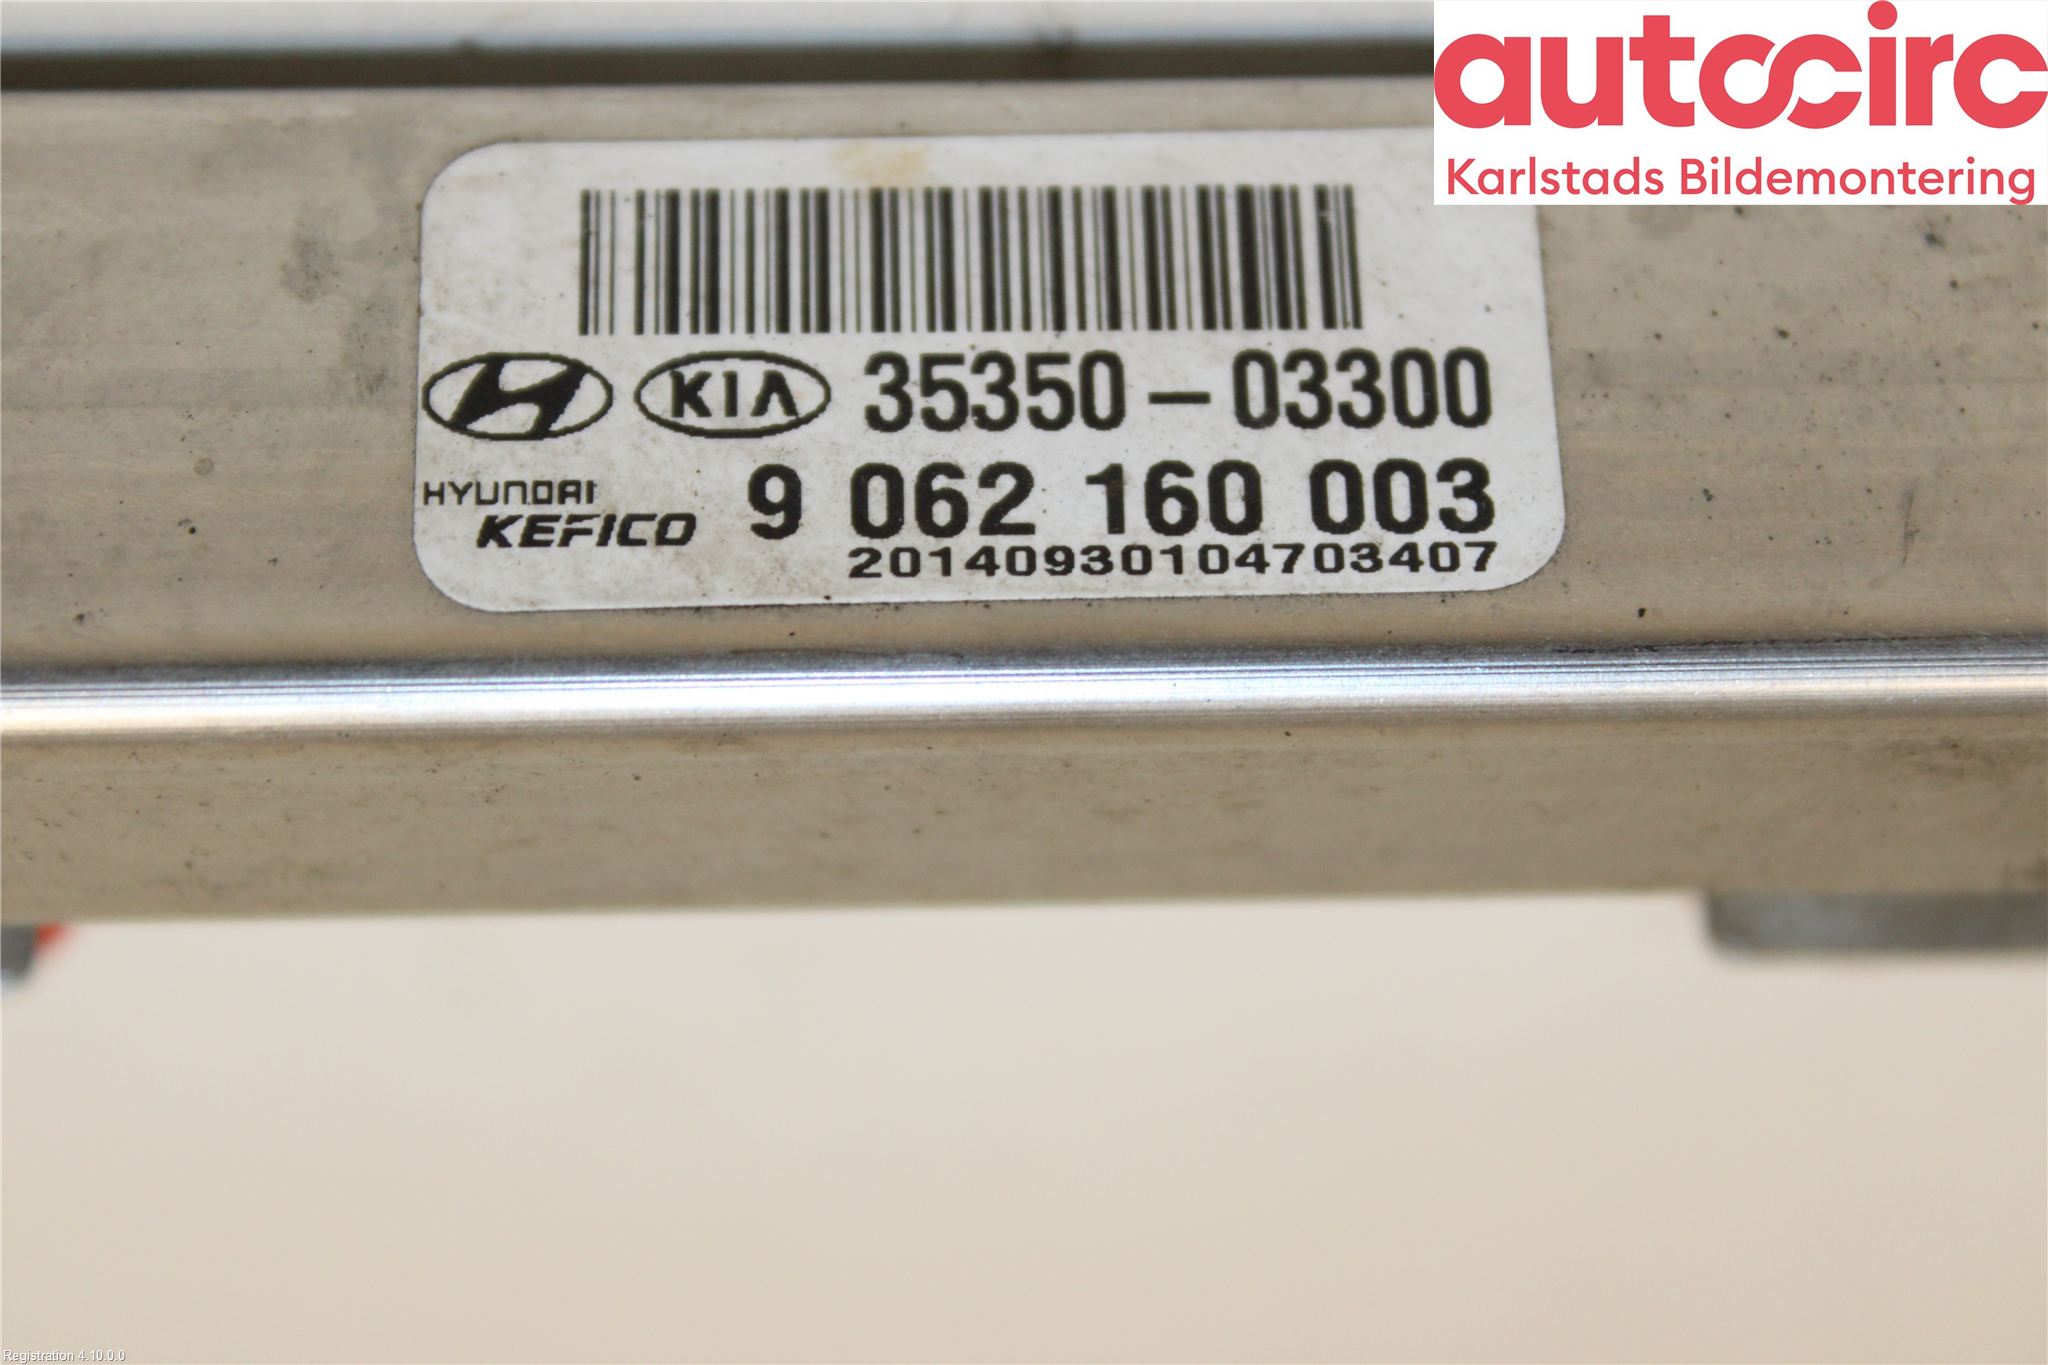 autocirc
Karlstads Bildemontering
KIA 35350-03300
HYUNDAI
KEFICO 9 062 160 003
20140930104703407
Registration 4.10.0.0